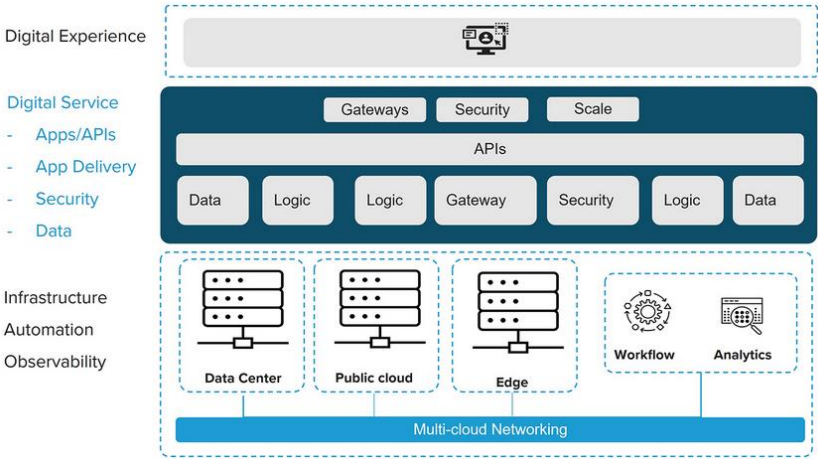 Digital Experience
Digital Service
- Apps/APIs
- App Delivery
- Security
- Data
Gateways Security Scale
APIs
Data Logic Logic Gateway Security Logic Data
Infrastructure
Automation
Observability
Data Center Public cloud Edge Workflow Analytics
Multi-cloud Networking